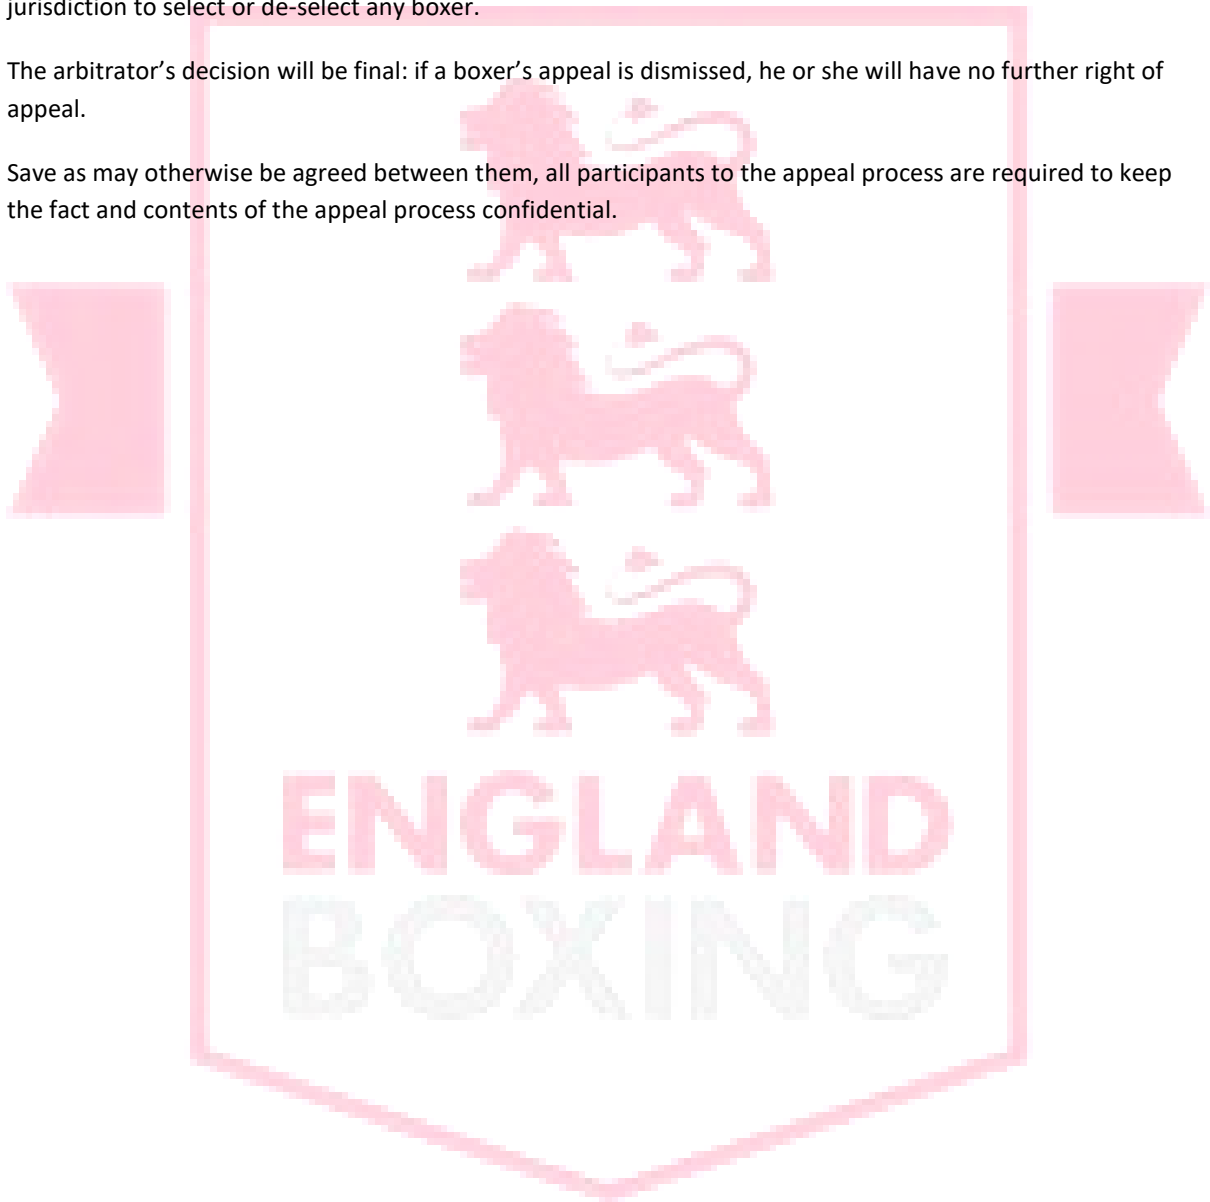 jurisdiction to select or de-select any boxer.
The arbitrator’s decision will be final: if a boxer’s appeal is dismissed, he or she will have no further right of
appeal.
Save as may otherwise be agreed between them, all participants to the appeal process are required to keep
the fact and contents of the appeal process confidential.
ENGLAND
BOXING